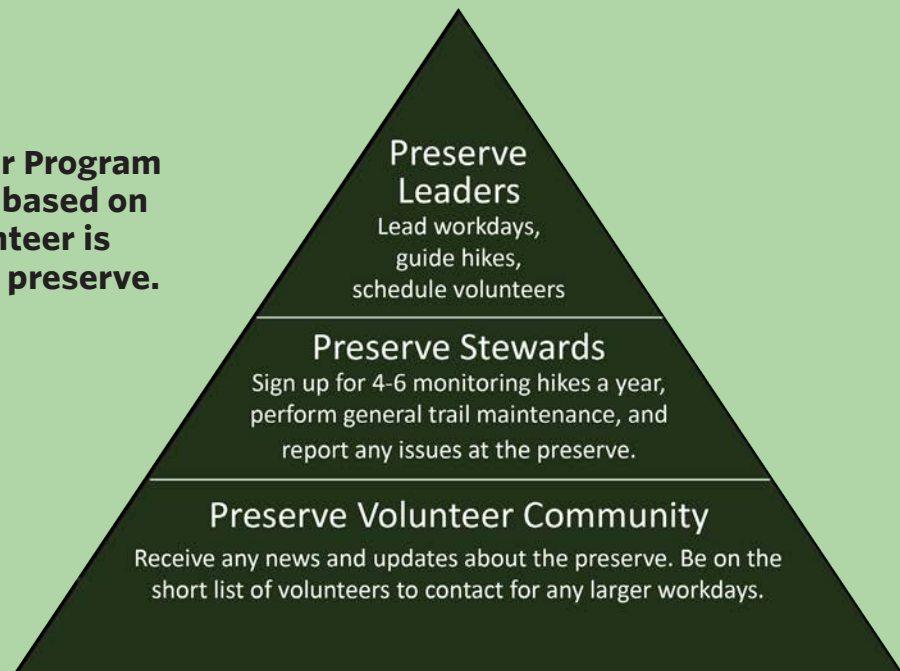 r Program
based on
nteer is
preserve.
Preserve
Leaders
Lead workdays,
guide hikes,
schedule volunteers
Preserve Stewards
Sign up for 4-6 monitoring hikes a year,
perform general trail maintenance, and
report any issues at the preserve.
Preserve Volunteer Community
Receive any news and updates about the preserve. Be on the
short list of volunteers to contact for any larger workdays.